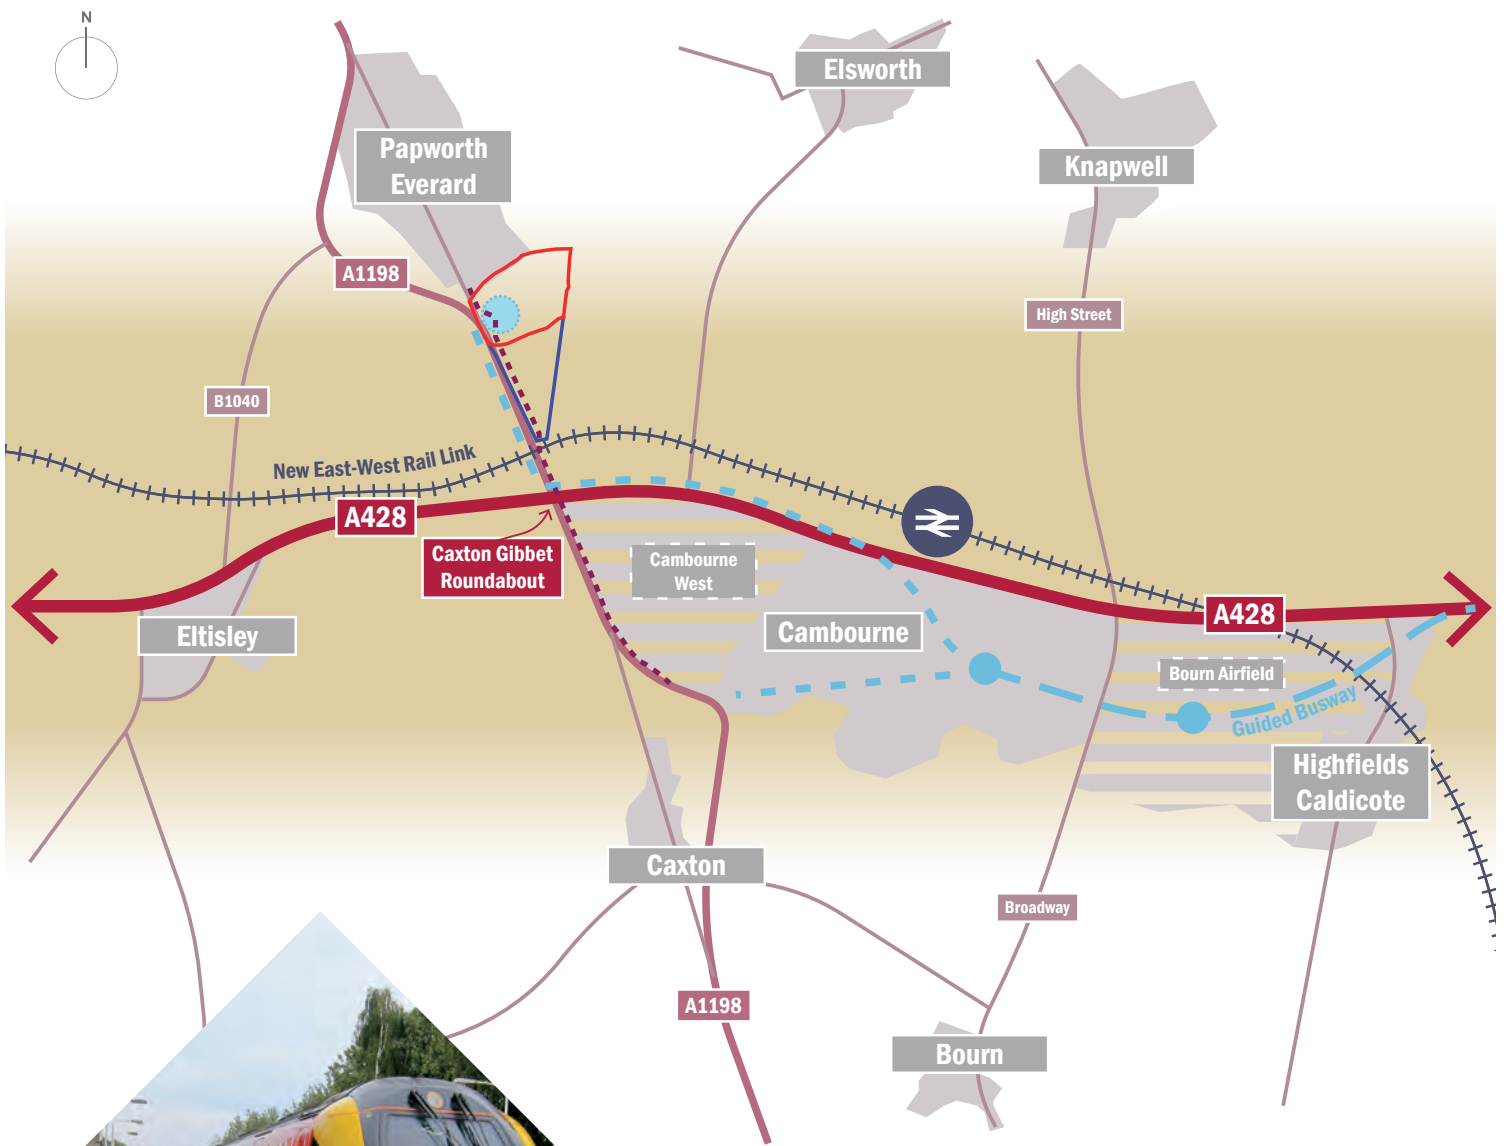 N
Elsworth
Papworth
Everard
Knapwell
A1198
High Street
B1040
New East-West Rail Link
A428
Caxton Gibbet
Roundabout
Cambourne
West
Cambourne
A428
Eltisley
Bourn Airfield
Guided Busway
Highfields
Caldicote
Caxton
Broadway
A1198
Bourn